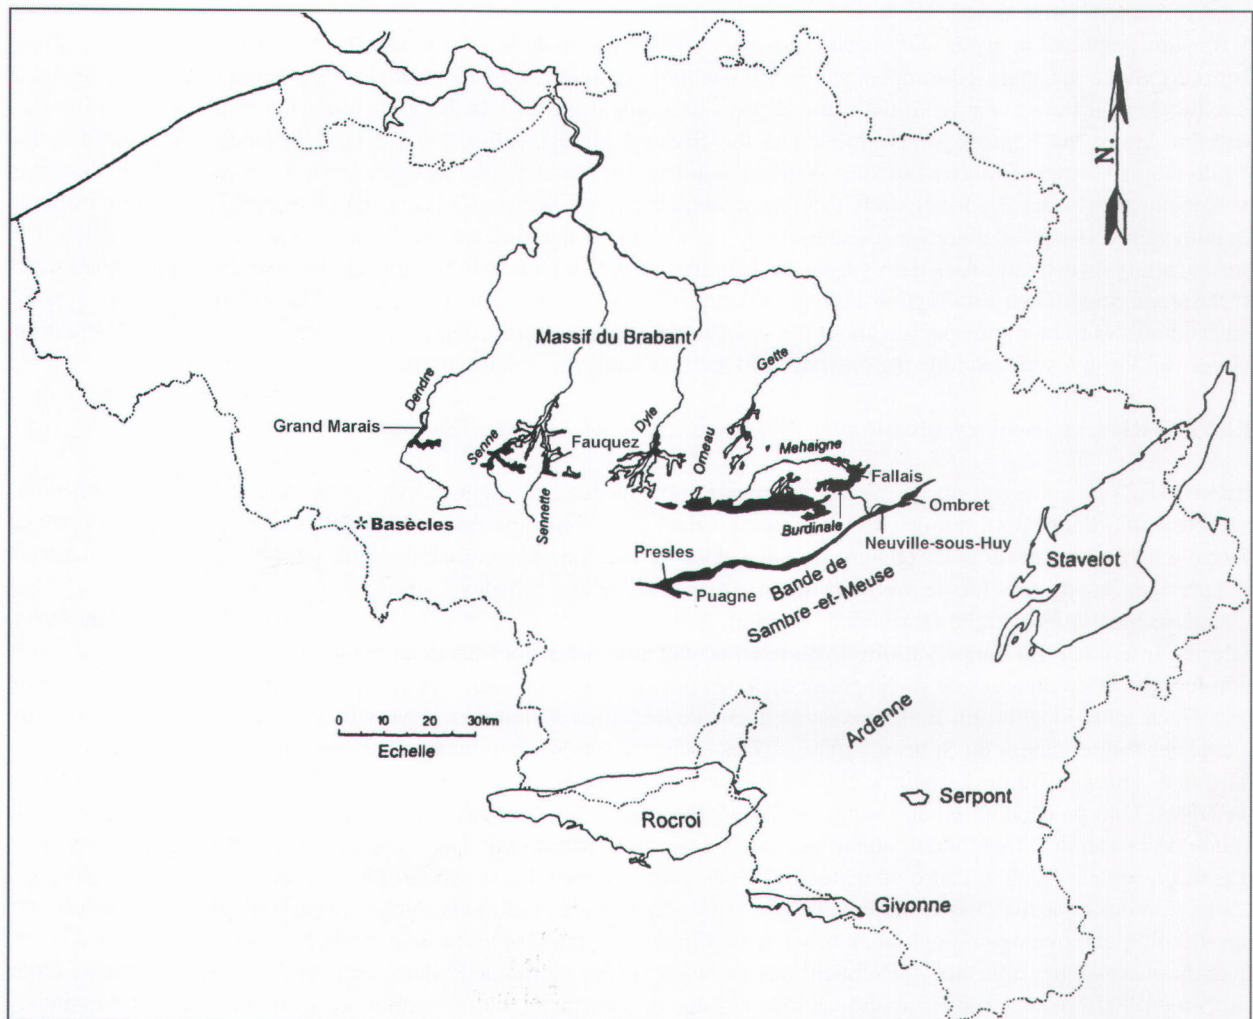 N
Massif du Brabant
Dendre
Gette
Grand Marais
Senne
Fauquez
Dyle
Orneau
Mehaigne
Fallais
Basècles
Sennette
Burdinale
Ombret
Neuville-sous-Huy
Presles
Puagne
Bande de
Sambre -et-Meuse
Stavelot
0 10 20 30km
Echelle
Ardenne
Serpont
Rocroi
Givonne